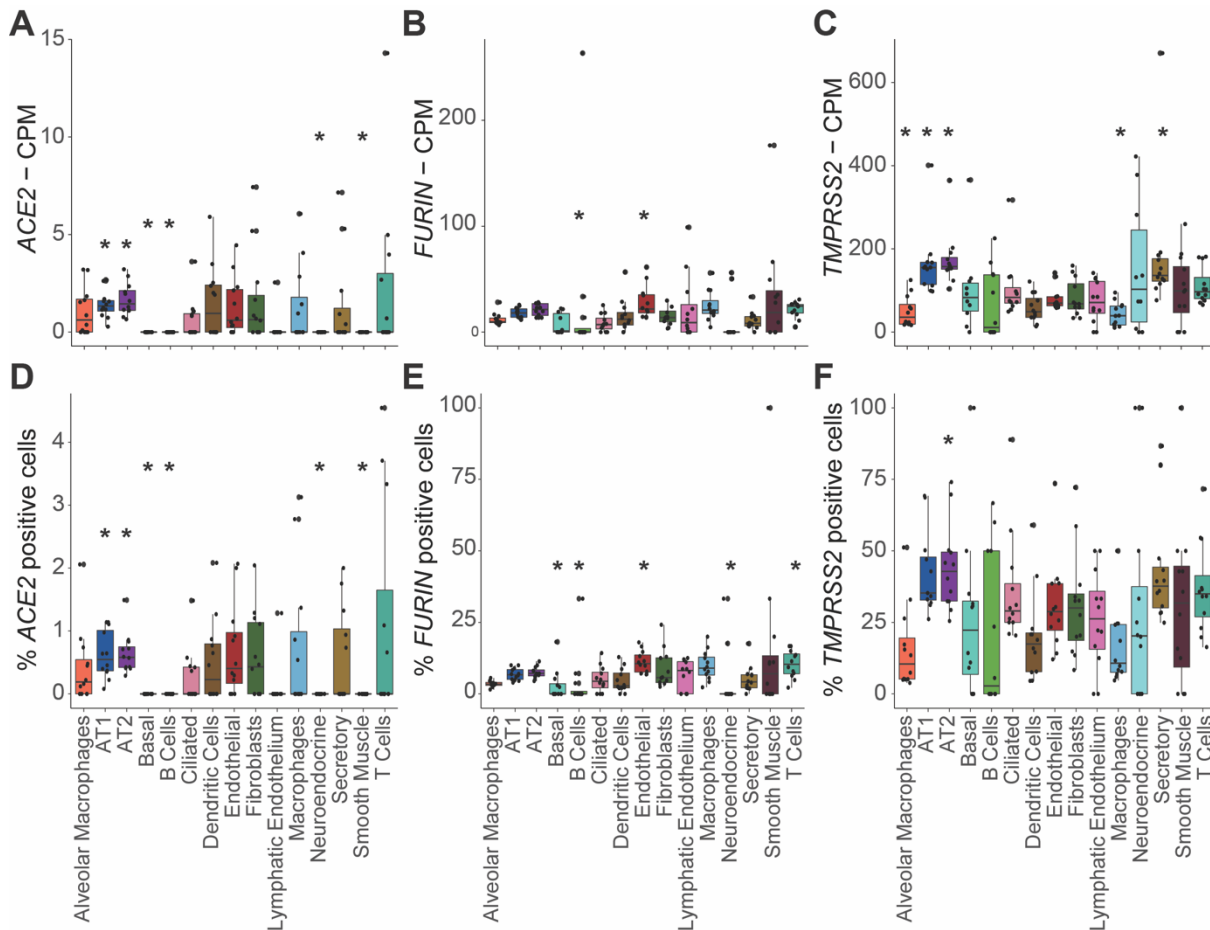 A
B
C
15
10
5
0
ACE2 – CPM
* * * * * *
200
100
0
FURIN – CPM
* *
600
400
200
0
TMPRSS2 – CPM
* * * * *
D
E
F
4
3
2
1
0
% ACE2 positive cells
* * * * * *
100
75
50
25
0
% FURIN positive cells
* * * * *
100
75
50
25
0
% TMPRSS2 positive cells
*
Alveolar Macrophages
AT1
AT2
Basal
B Cells
Ciliated
Dendritic Cells
Endothelial
Fibroblasts
Lymphatic Endothelium
Macrophages
Neuroendocrine
Secretory
Smooth Muscle
T Cells
Alveolar Macrophages
AT1
AT2
Basal
B Cells
Ciliated
Dendritic Cells
Endothelial
Fibroblasts
Lymphatic Endothelium
Macrophages
Neuroendocrine
Secretory
Smooth Muscle
T Cells
Alveolar Macrophages
AT1
AT2
Basal
B Cells
Ciliated
Dendritic Cells
Endothelial
Fibroblasts
Lymphatic Endothelium
Macrophages
Neuroendocrine
Secretory
Smooth Muscle
T Cells